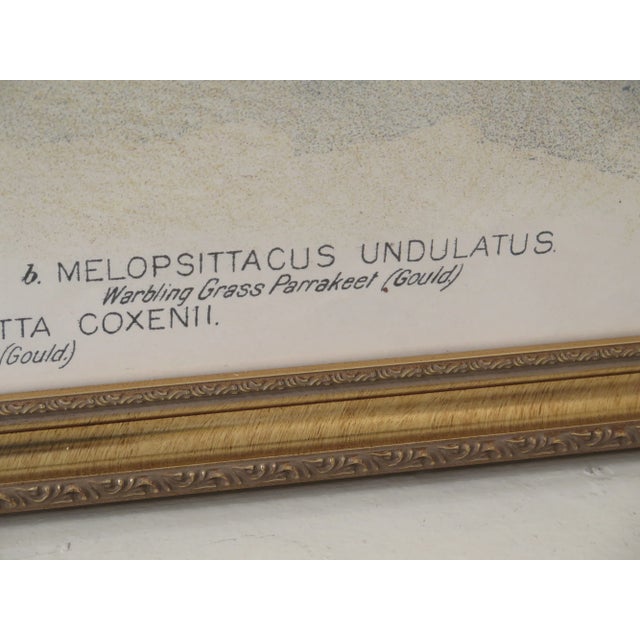 b. MELOPSITTACUS UNDULATUS.
Warbling Grass Parrakeet (Gould)
TTA COXENII.
(Gould.)